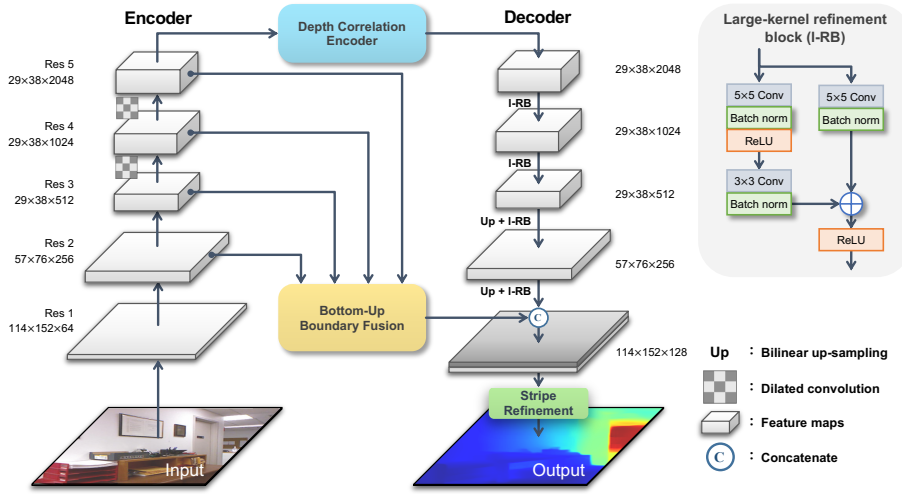 Encoder
Depth Correlation
Encoder
Decoder
Res 5
29×38×2048
Res 4
29×38×1024
Res 3
29×38×512
Res 2
57×76×256
Res 1
114×152×64
Input
Bottom-Up
Boundary Fusion
29×38×2048
l-RB
29×38×1024
l-RB
29×38×512
Up + l-RB
57×76×256
Up + l-RB
C
114×152×128
Stripe
Refinement
Output
Large-kernel refinement
block (l-RB)
5×5 Conv
Batch norm
ReLU
3×3 Conv
Batch norm
5×5 Conv
Batch norm
ReLU
Up : Bilinear up-sampling
: Dilated convolution
: Feature maps
C : Concatenate